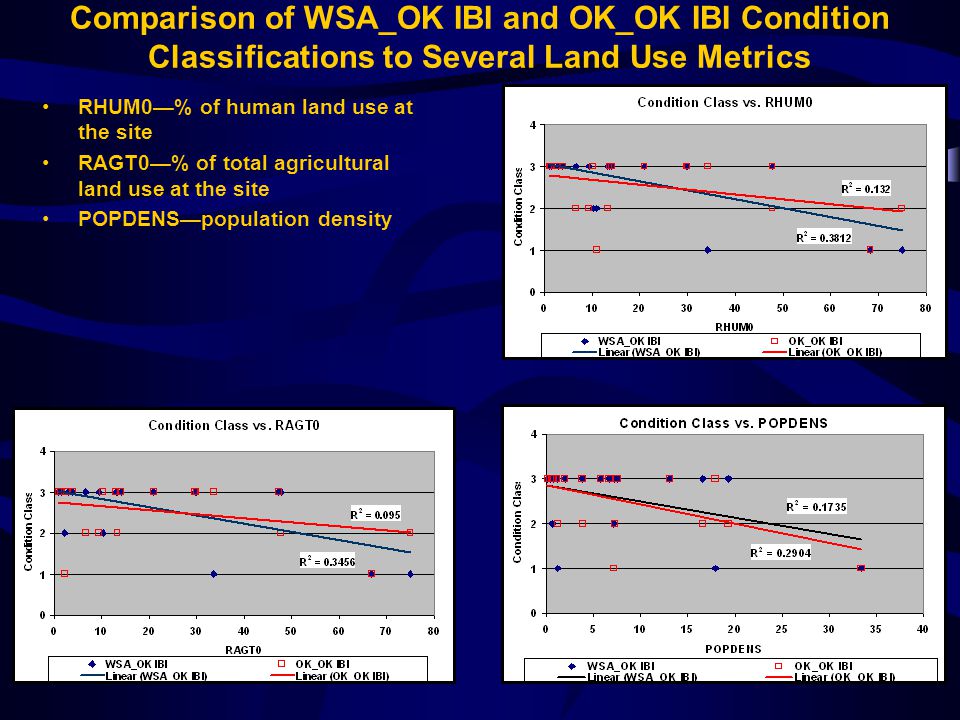 Comparison of WSA_OK IBI and OK_OK IBI Condition
Classifications to Several Land Use Metrics
• RHUM0—% of human land use at
the site
• RAGT0—% of total agricultural
land use at the site
• POPDENS—population density
Condition Class vs. RHUM0
Condition Class
4
3
2
1
0
R² = 0.132
R² = 0.3812
0 10 20 30 40 50 60 70 80
RHUM0
WSA_OK IBI OK_OK IBI
Linear (WSA_OK IBI) Linear (OK_OK IBI)
Condition Class vs. RAGT0
Condition Class
4
3
2
1
0
R² = 0.095
R² = 0.3456
0 10 20 30 40 50 60 70 80
RAGT0
WSA_OK IBI OK_OK IBI
Linear (WSA_OK IBI) Linear (OK_OK IBI)
Condition Class vs. POPDENS
Condition Class
4
3
2
1
0
R² = 0.1735
R² = 0.2904
0 5 10 15 20 25 30 35 40
POPDENS
WSA_OK IBI OK_OK IBI
Linear (WSA_OK IBI) Linear (OK_OK IBI)